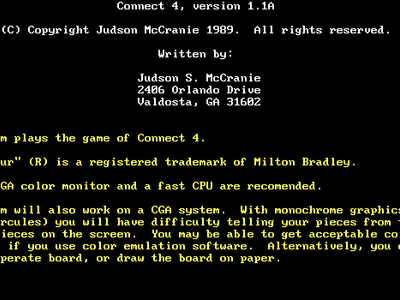 Connect 4, version 1.1A
(C) Copyright Judson McCranie 1989.  All rights reserved.
Written by:
Judson S. McCranie
2406 Orlando Drive
Valdosta, GA 31602
m plays the game of Connect 4.
ur" (R) is a registered trademark of Milton Bradley.
GA color monitor and a fast CPU are recomended.
m will also work on a CGA system.  With monochrome graphics
rcules) you will have difficulty telling your pieces from
ieces on the screen.  You may be able to get acceptable co
if you use color emulation software.  Alternatively, you
perate board, or draw the board on paper.